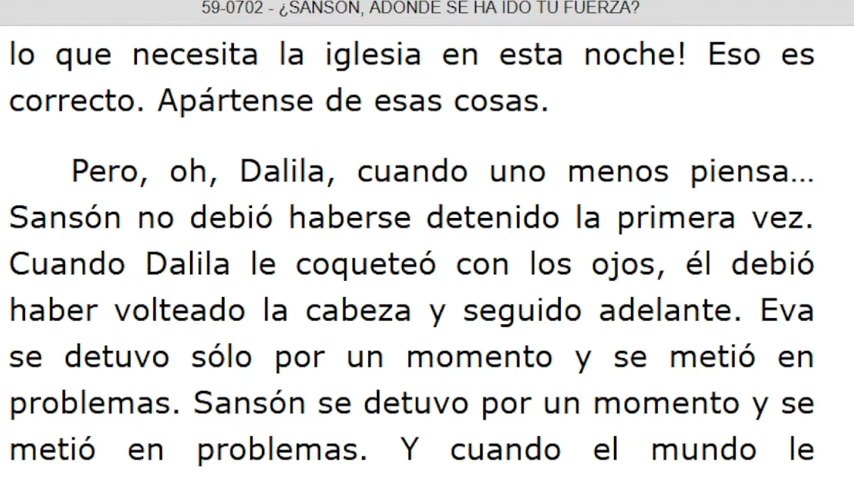 59-0702 - ¿SANSÓN, ADÓNDE SE HA IDO TU FUERZA?
lo que necesita la iglesia en esta noche! Eso es
correcto. Apártense de esas cosas.
Pero, oh, Dalila, cuando uno menos piensa...
Sansón no debió haberse detenido la primera vez.
Cuando Dalila le coqueteó con los ojos, él debió
haber volteado la cabeza y seguido adelante. Eva
se detuvo sólo por un momento y se metió en
problemas. Sansón se detuvo por un momento y se
metió en problemas. Y cuando el mundo le